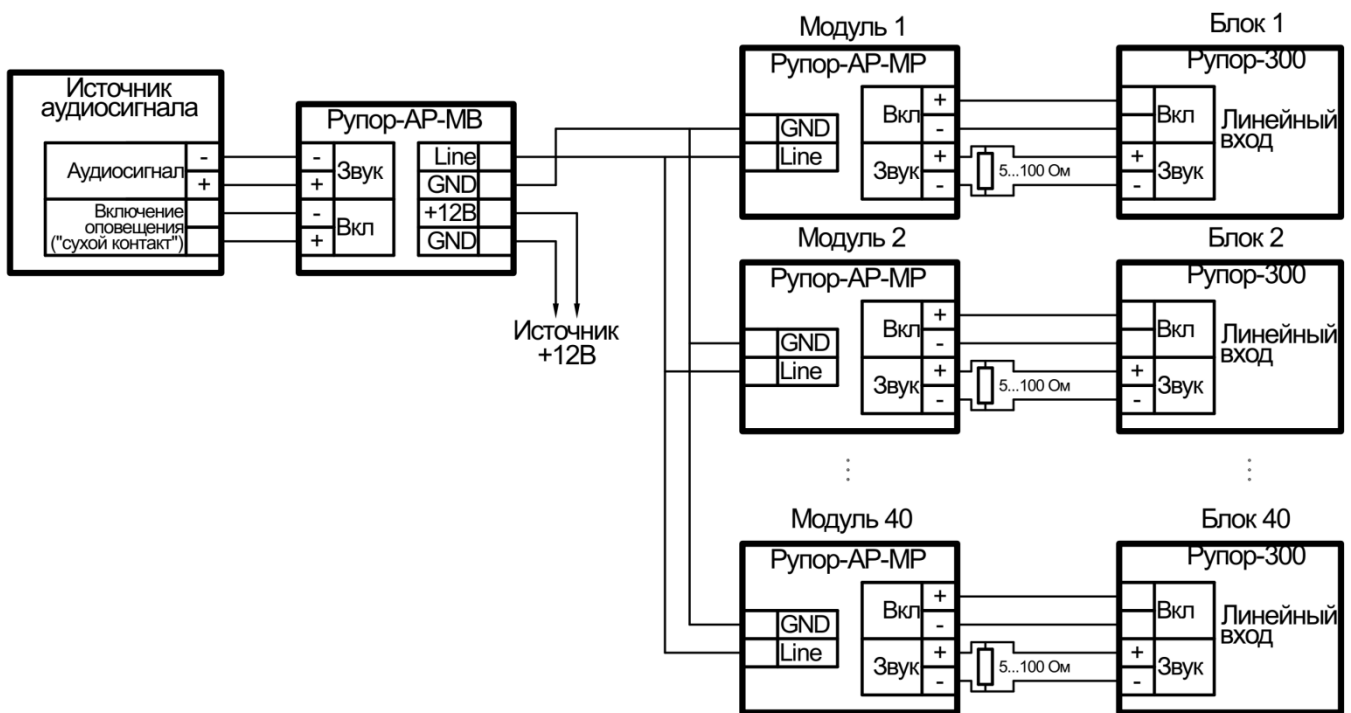 Источник
аудиосигнала
Аудиосигнал
-
+
Включение
оповещения
("сухой контакт")
Рупор-АР-МВ
-
+
Звук
-
+
Вкл
Line
GND
+12В
GND
Источник
+12В
Модуль 1
Рупор-АР-МР
GND
Line
Вкл
+
-
Звук
+
-
5...100 Ом
Блок 1
Рупор-300
Вкл
+
-
Звук
Линейный
вход
Модуль 2
Рупор-АР-МР
GND
Line
Вкл
+
-
Звук
+
-
5...100 Ом
Блок 2
Рупор-300
Вкл
+
-
Звук
Линейный
вход
Модуль 40
Рупор-АР-МР
GND
Line
Вкл
+
-
Звук
+
-
5...100 Ом
Блок 40
Рупор-300
Вкл
+
-
Звук
Линейный
вход